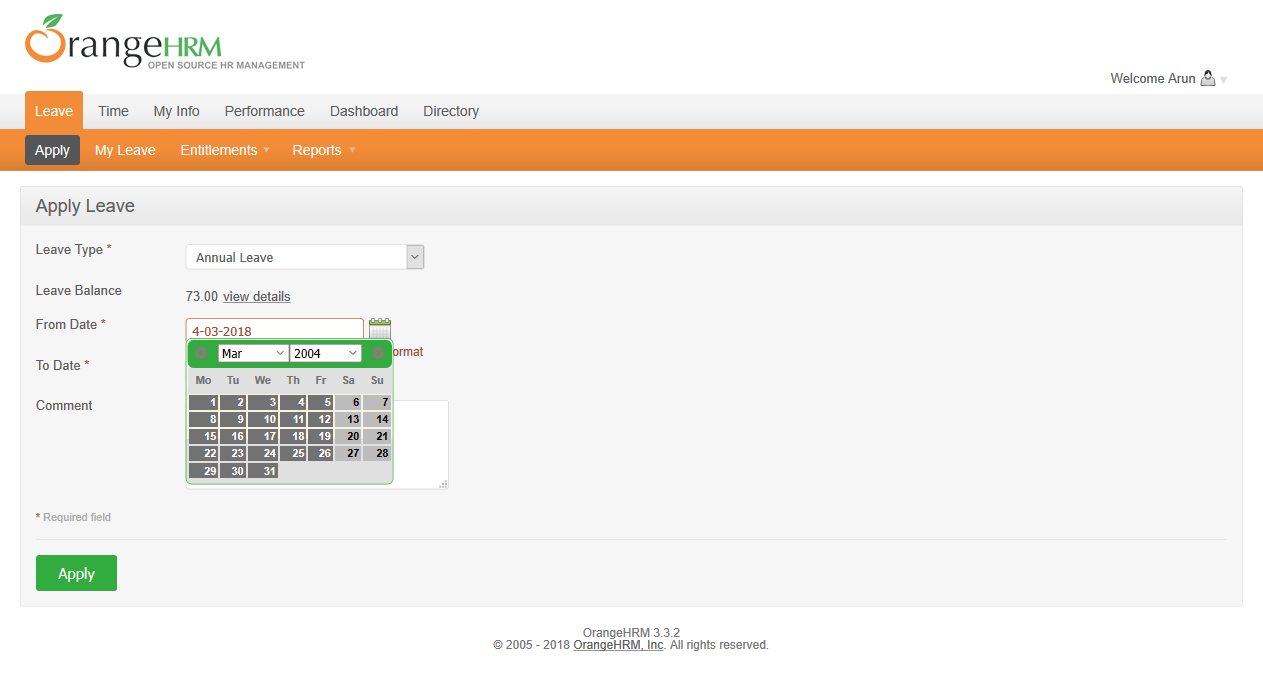 OrangeHRM
OPEN SOURCE HR MANAGEMENT
Welcome Arun
Leave Time My Info Performance Dashboard Directory
Apply My Leave Entitlements Reports
Apply Leave
Leave Type *
Annual Leave
Leave Balance
73.00 view details
From Date *
4-03-2018
ormat
To Date *
Mar 2004
Mo Tu We Th Fr Sa Su
1 2 3 4 5 6 7
8 9 10 11 12 13 14
15 16 17 18 19 20 21
22 23 24 25 26 27 28
29 30 31
Comment
* Required field
Apply
OrangeHRM 3.3.2
© 2005 - 2018 OrangeHRM, Inc. All rights reserved.